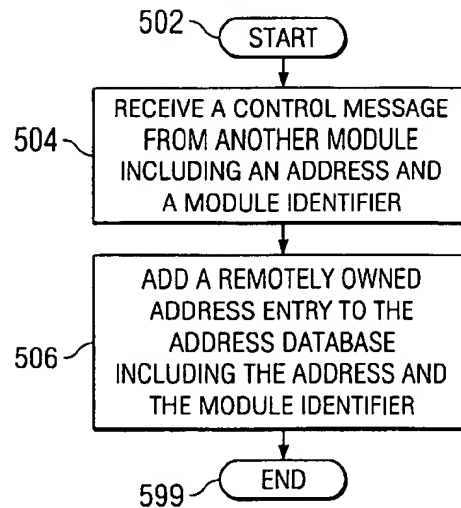 502
START
504
RECEIVE A CONTROL MESSAGE
FROM ANOTHER MODULE
INCLUDING AN ADDRESS AND
A MODULE IDENTIFIER
506
ADD A REMOTELY OWNED
ADDRESS ENTRY TO THE
ADDRESS DATABASE
INCLUDING THE ADDRESS AND
THE MODULE IDENTIFIER
599
END